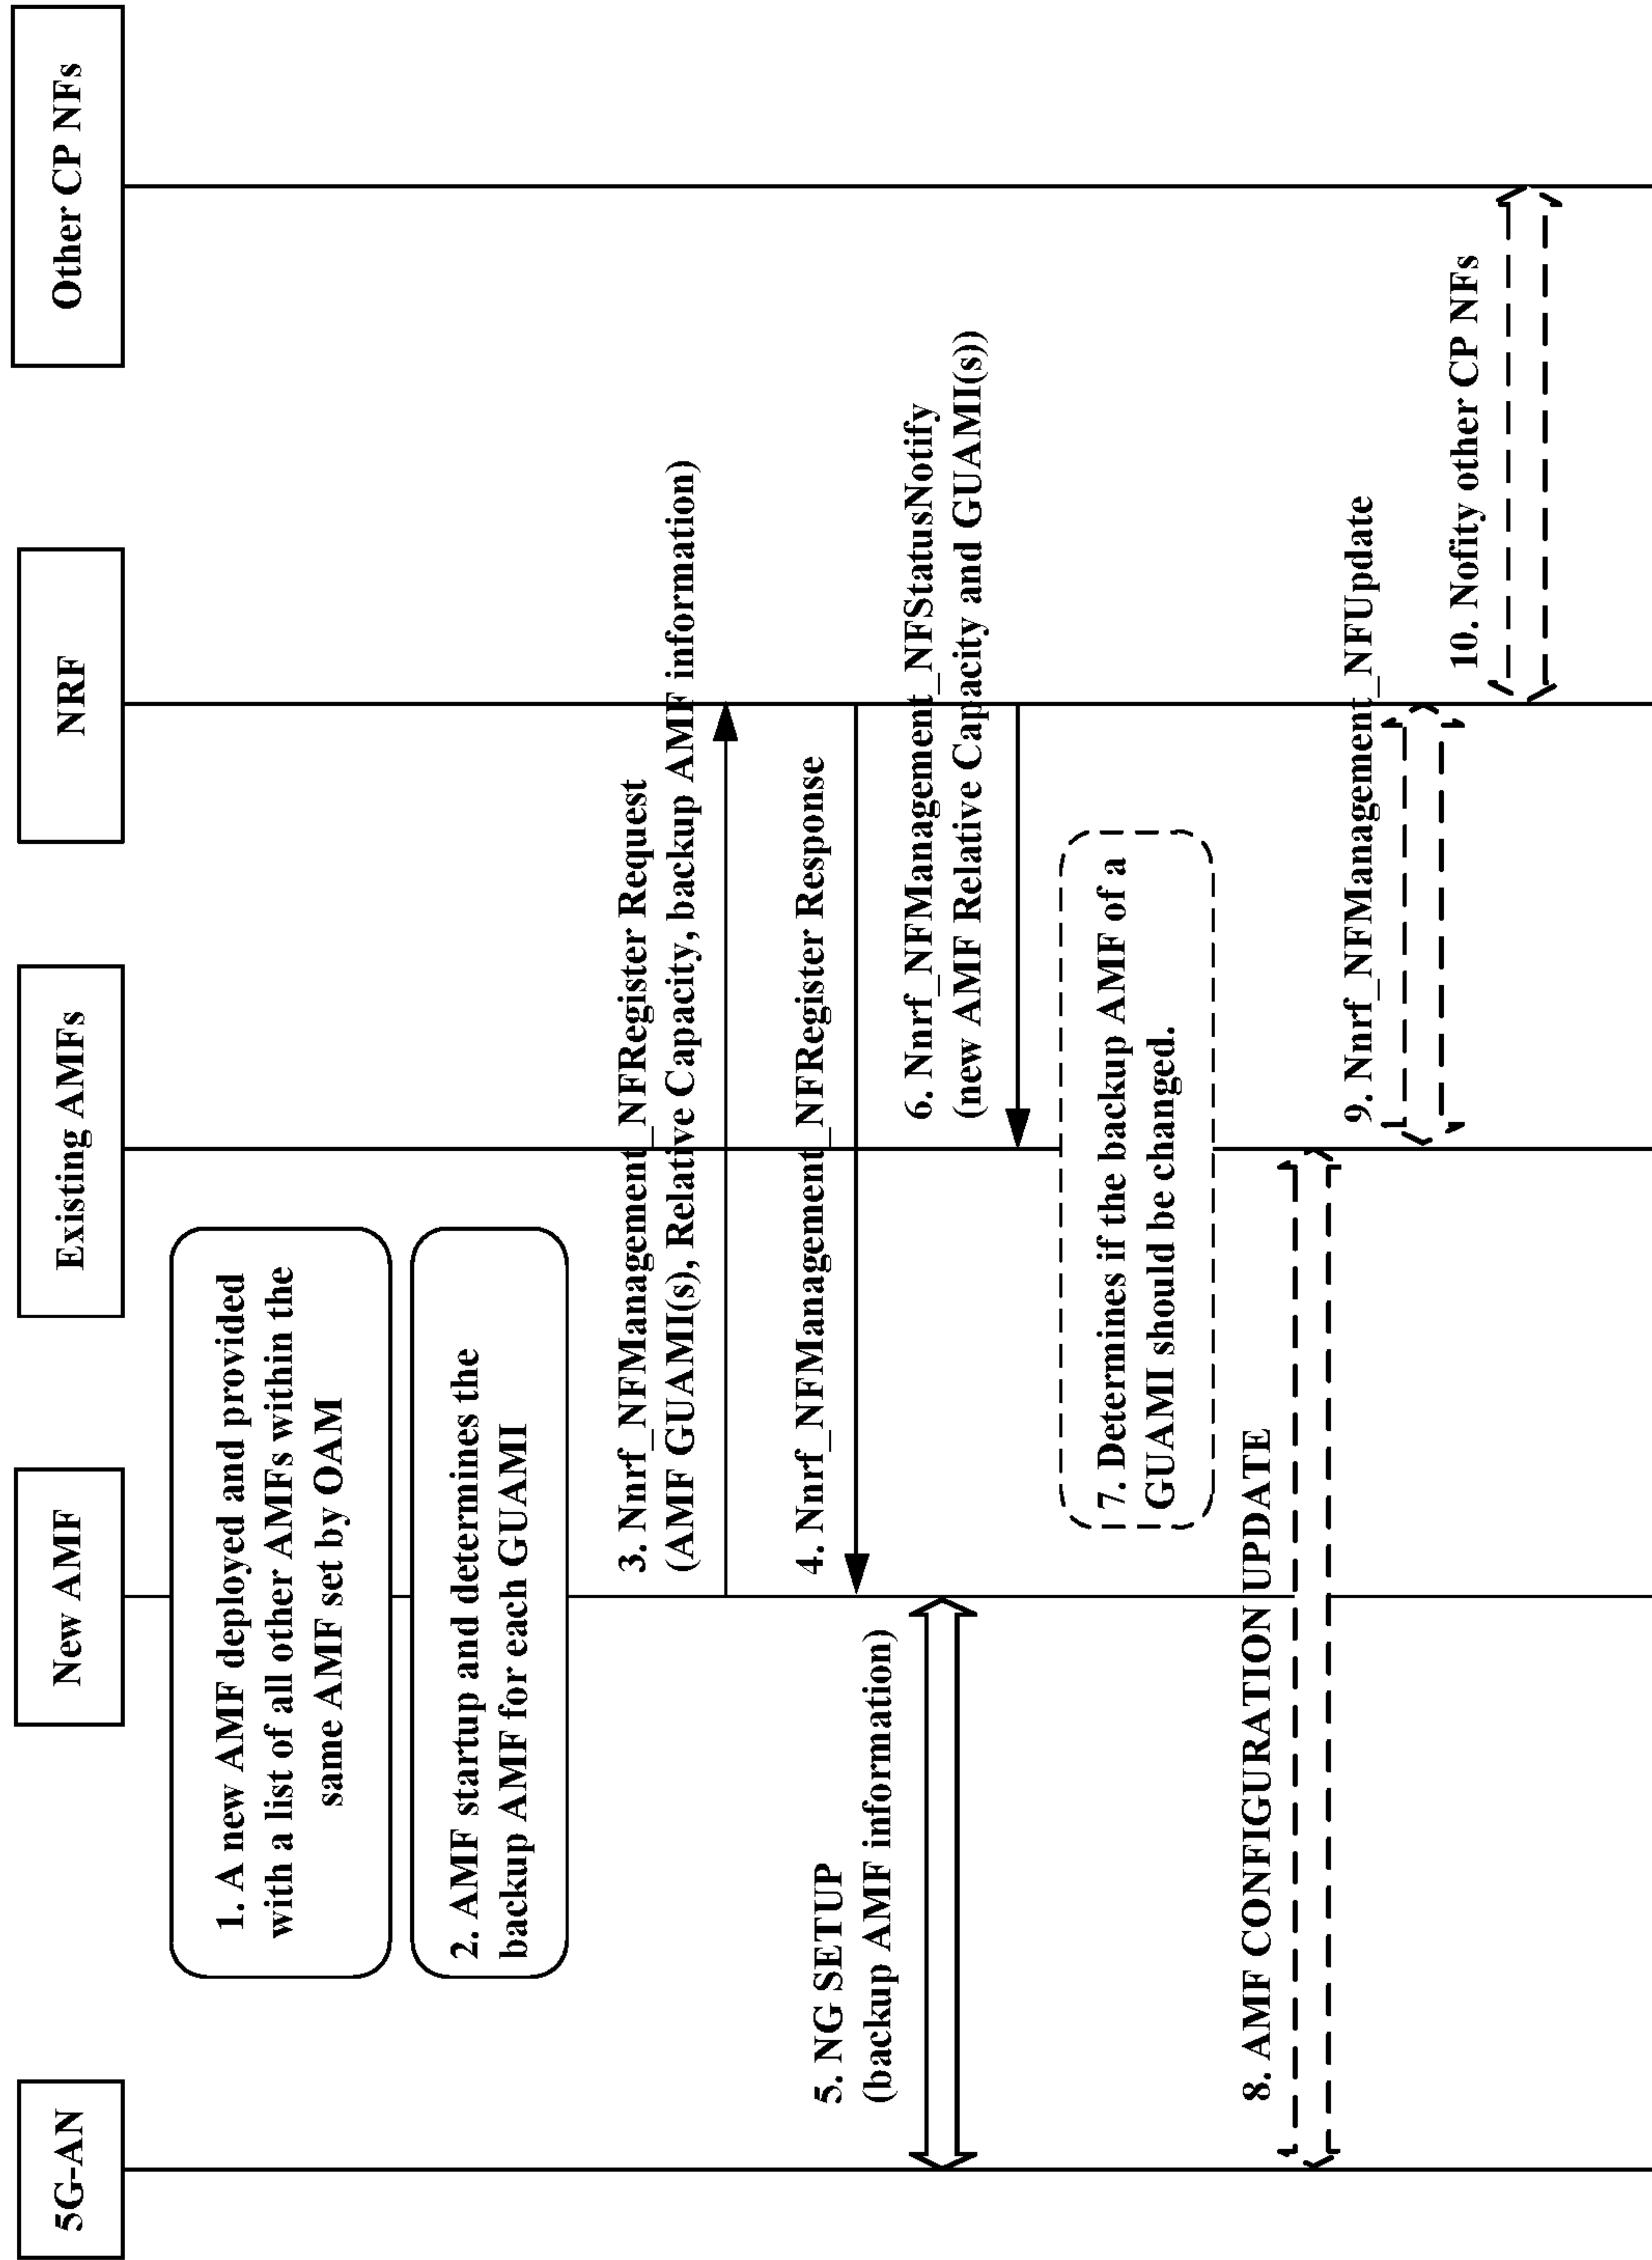 5G-AN
New AMF
Existing AMFs
NRF
Other CP NFs
1. A new AMF deployed and provided
with a list of all other AMFs within the
same AMF set by OAM
2. AMF startup and determines the
backup AMF for each GUAMI
3. Nnrf_NFManagement_NFRegister Request
(AMF GUAMI(s), Relative Capacity, backup AMF information)
4. Nnrf_NFManagement_NFRegister Response
5. NG SETUP
(backup AMF information)
6. Nnrf_NFManagement_NFStatusNotify
(new AMF Relative Capacity and GUAMI(s))
7. Determines if the backup AMF of a
GUAMI should be changed.
8. AMF CONFIGURATION UPDATE
9. Nnrf_NFManagement_NFUpdate
10. Nofity other CP NFs